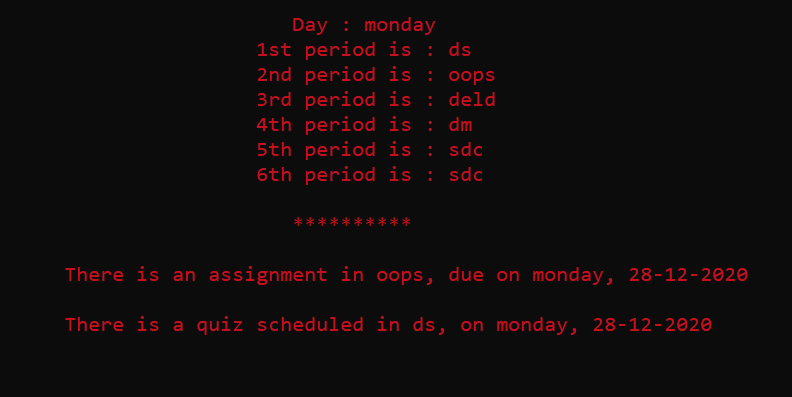 Day : monday
1st period is : ds
2nd period is : oops
3rd period is : deld
4th period is : dm
5th period is : sdc
6th period is : sdc
**********
There is an assignment in oops, due on monday, 28-12-2020
There is a quiz scheduled in ds, on monday, 28-12-2020